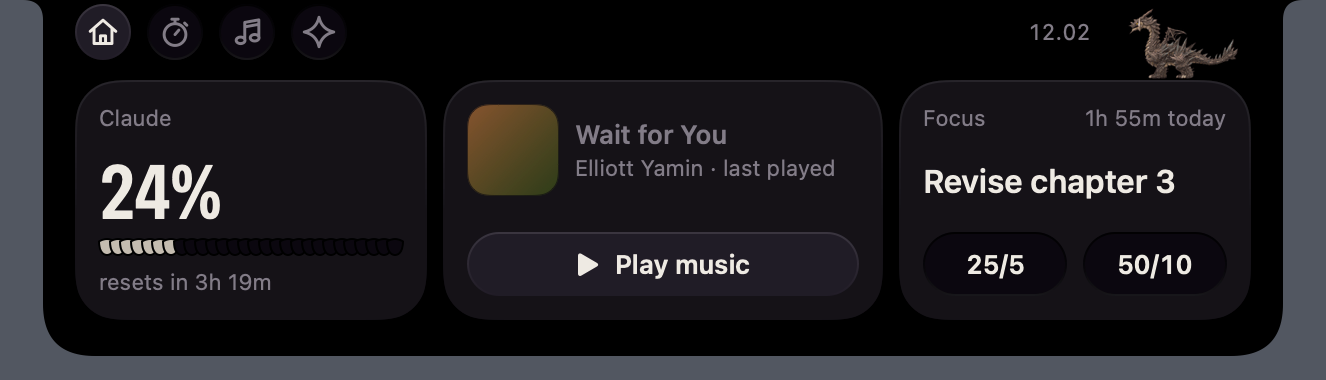 12.02
Claude
24%
resets in 3h 19m
Wait for You
Elliott Yamin · last played
Play music
Focus
1h 55m today
Revise chapter 3
25/5
50/10